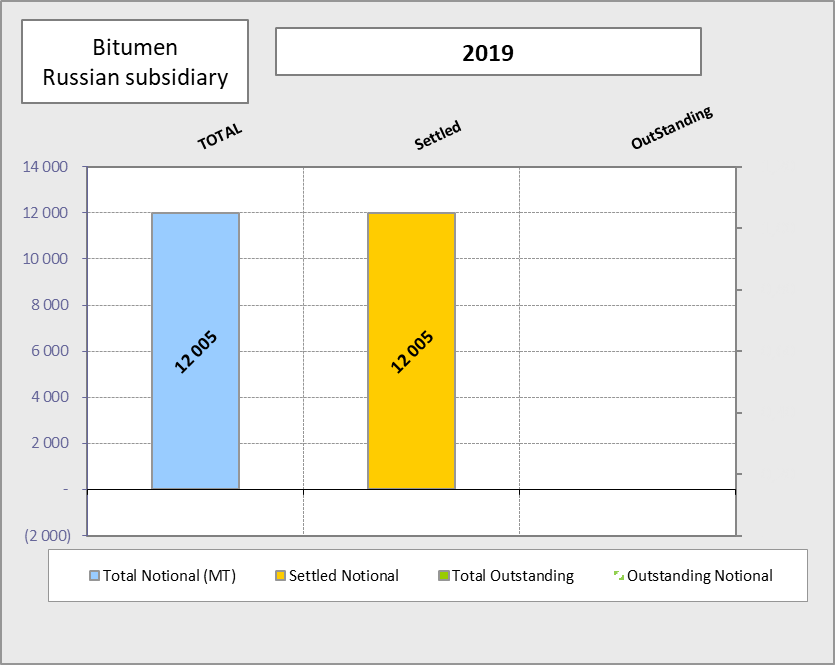 Bitumen
Russian subsidiary
2019
TOTAL
Settled
OutStanding
14 000
12 000
10 000
8 000
6 000
4 000
2 000
-
(2 000)
12 005
12 005
Total Notional (MT)
Settled Notional
Total Outstanding
Outstanding Notional